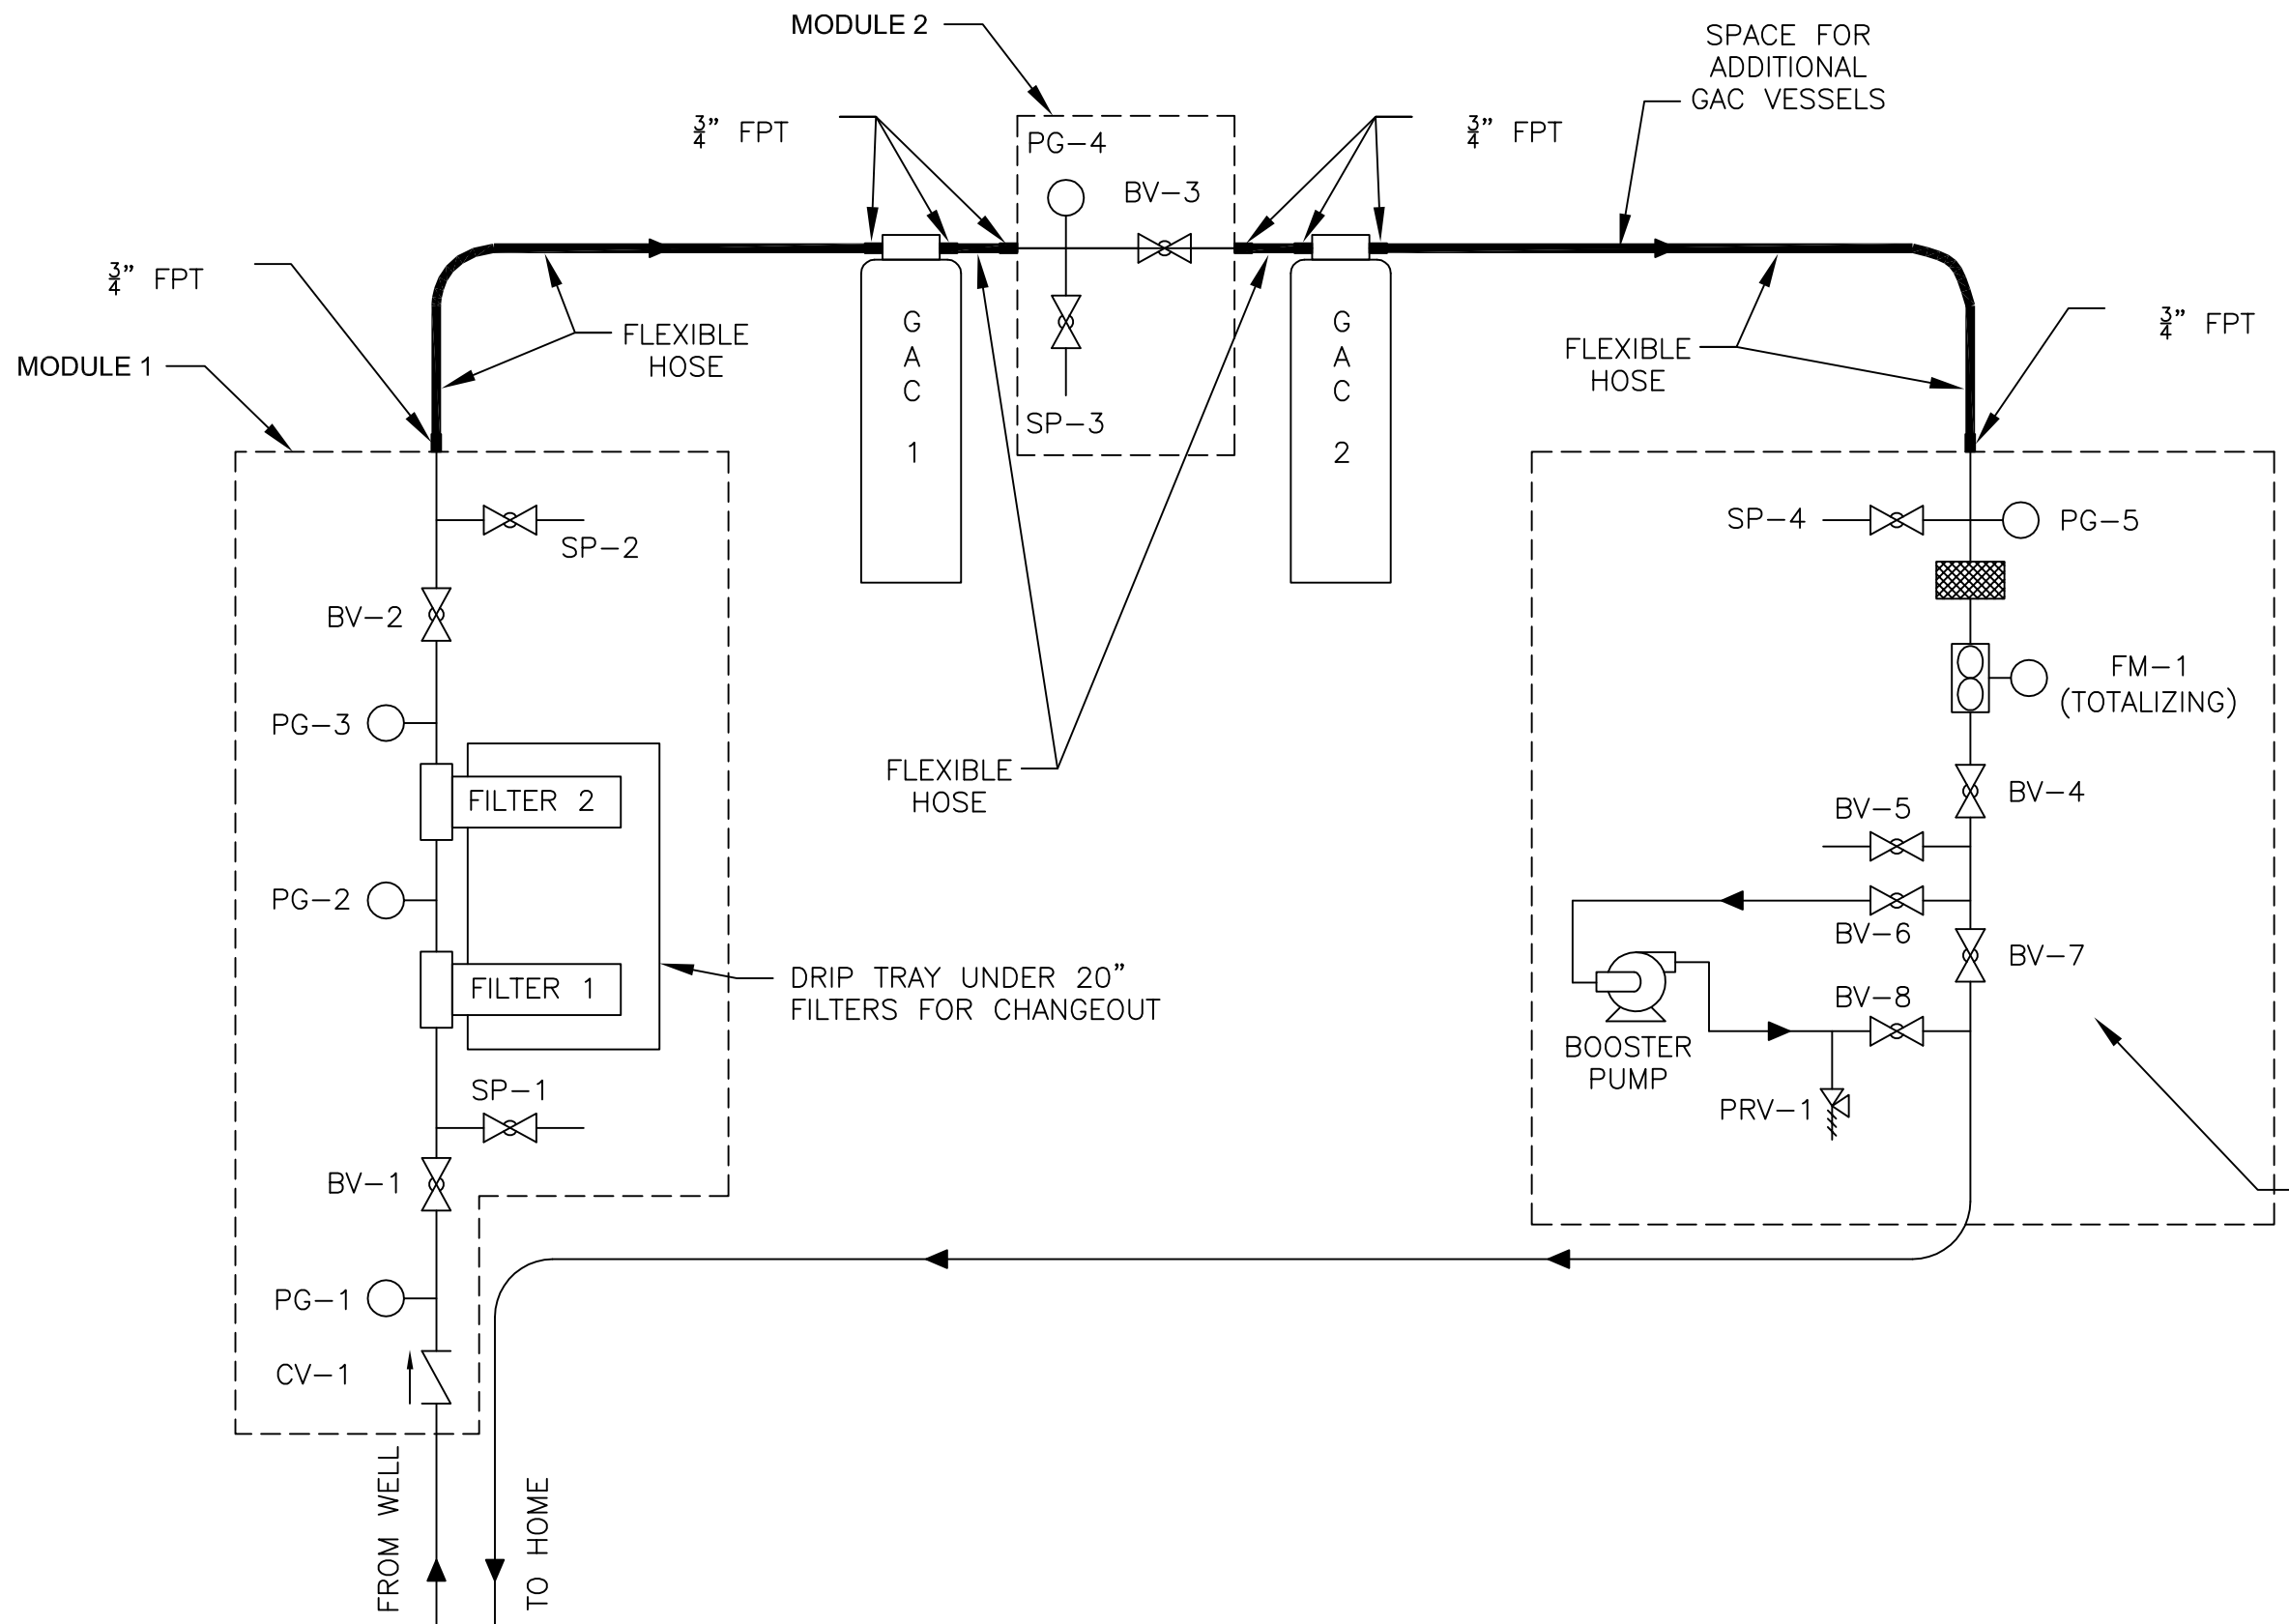 MODULE 2
SPACE FOR
ADDITIONAL
GAC VESSELS
3/4" FPT
PG-4
3/4" FPT
BV-3
3/4" FPT
FLEXIBLE
HOSE
MODULE 1
G
A
C
1
SP-3
G
A
C
2
FLEXIBLE
HOSE
3/4" FPT
SP-2
BV-2
PG-3
FILTER 2
PG-2
FILTER 1
DRIP TRAY UNDER 20"
FILTERS FOR CHANGEOUT
SP-1
BV-1
PG-1
CV-1
FROM WELL
TO HOME
FLEXIBLE
HOSE
SP-4
PG-5
FM-1
(TOTALIZING)
BV-4
BV-5
BV-6
BV-7
BV-8
BOOSTER
PUMP
PRV-1